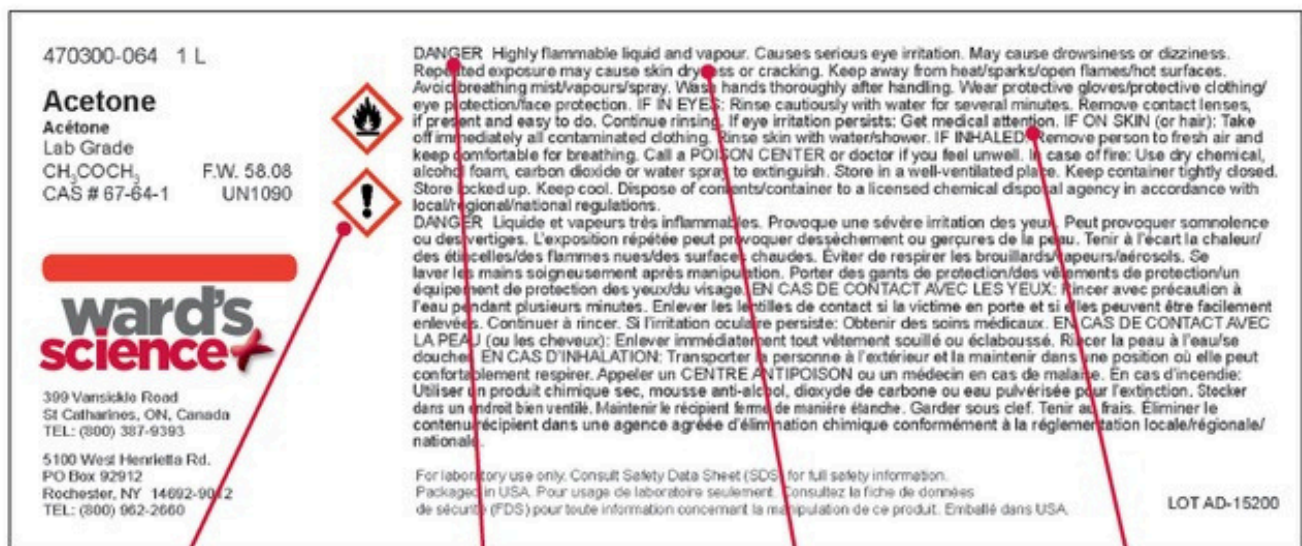 470300-064 1 L
Acetone
Acétone
Lab Grade
CH3COCH3 F.W. 58.08
CAS # 67-64-1 UN1090
ward's
science+
399 Vansickle Road
St Catharines, ON, Canada
TEL: (800) 387-9393
5100 West Henrietta Rd.
PO Box 92912
Rochester, NY 14692-9012
TEL: (800) 962-2660
DANGER Highly flammable liquid and vapour. Causes serious eye irritation. May cause drowsiness or dizziness.
Repeated exposure may cause skin dryness or cracking. Keep away from heat/sparks/open flames/hot surfaces.
Avoid breathing mist/vapours/spray. Wash hands thoroughly after handling. Wear protective gloves/protective clothing/
eye protection/face protection. IF IN EYES: Rinse cautiously with water for several minutes. Remove contact lenses,
if present and easy to do. Continue rinsing. If eye irritation persists: Get medical attention. IF ON SKIN (or hair): Take
off immediately all contaminated clothing. Rinse skin with water/shower. IF INHALED: Remove person to fresh air and
keep comfortable for breathing. Call a POISON CENTER or doctor if you feel unwell. In case of fire: Use dry chemical,
alcohol foam, carbon dioxide or water spray to extinguish. Store in a well-ventilated place. Keep container tightly closed.
Store locked up. Keep cool. Dispose of contents/container to a licensed chemical disposal agency in accordance with
local/regional/national regulations.
DANGER Liquide et vapeurs très inflammables. Provoque une sévère irritation des yeux. Peut provoquer somnolence
ou des vertiges. L'exposition répétée peut provoquer dessèchement ou gerçures de la peau. Tenir à l'écart la chaleur/
des étincelles/des flammes nues/des surfaces chaudes. Éviter de respirer les brouillards/vapeurs/aérosols. Se
laver les mains soigneusement après manipulation. Porter des gants de protection/des vêtements de protection/un
équipement de protection des yeux/du visage. EN CAS DE CONTACT AVEC LES YEUX: Rincer avec précaution à
l'eau pendant plusieurs minutes. Enlever les lentilles de contact si la victime en porte et si elles peuvent être facilement
enlevées. Continuer à rincer. Si l'irritation oculaire persiste: Obtenir des soins médicaux. EN CAS DE CONTACT AVEC
LA PEAU (ou les cheveux): Enlever immédiatement tout vêtement souillé ou éclaboussé. Rincer la peau à l'eau/se
doucher. EN CAS D'INHALATION: Transporter la personne à l'extérieur et la maintenir dans une position où elle peut
confortablement respirer. Appeler un CENTRE ANTIPOISON ou un médecin en cas de malaise. En cas d'incendie:
Utiliser un produit chimique sec, mousse anti-alcool, dioxyde de carbone ou eau pulvérisée pour l'extinction. Stocker
dans un endroit bien ventilé. Maintenir le récipient fermé de manière étanche. Garder sous clef. Tenir au frais. Éliminer le
contenu/récipient dans une agence agréée d'élimination chimique conformément à la réglementation locale/régionale/
nationale.
For laboratory use only. Consult Safety Data Sheet (SDS) for full safety information.
Packaged in USA. Pour usage de laboratoire seulement. Consultez la fiche de données
de sécurité (FDS) pour toute information concernant la manipulation de ce produit. Emballé dans USA.
LOT AD-15200